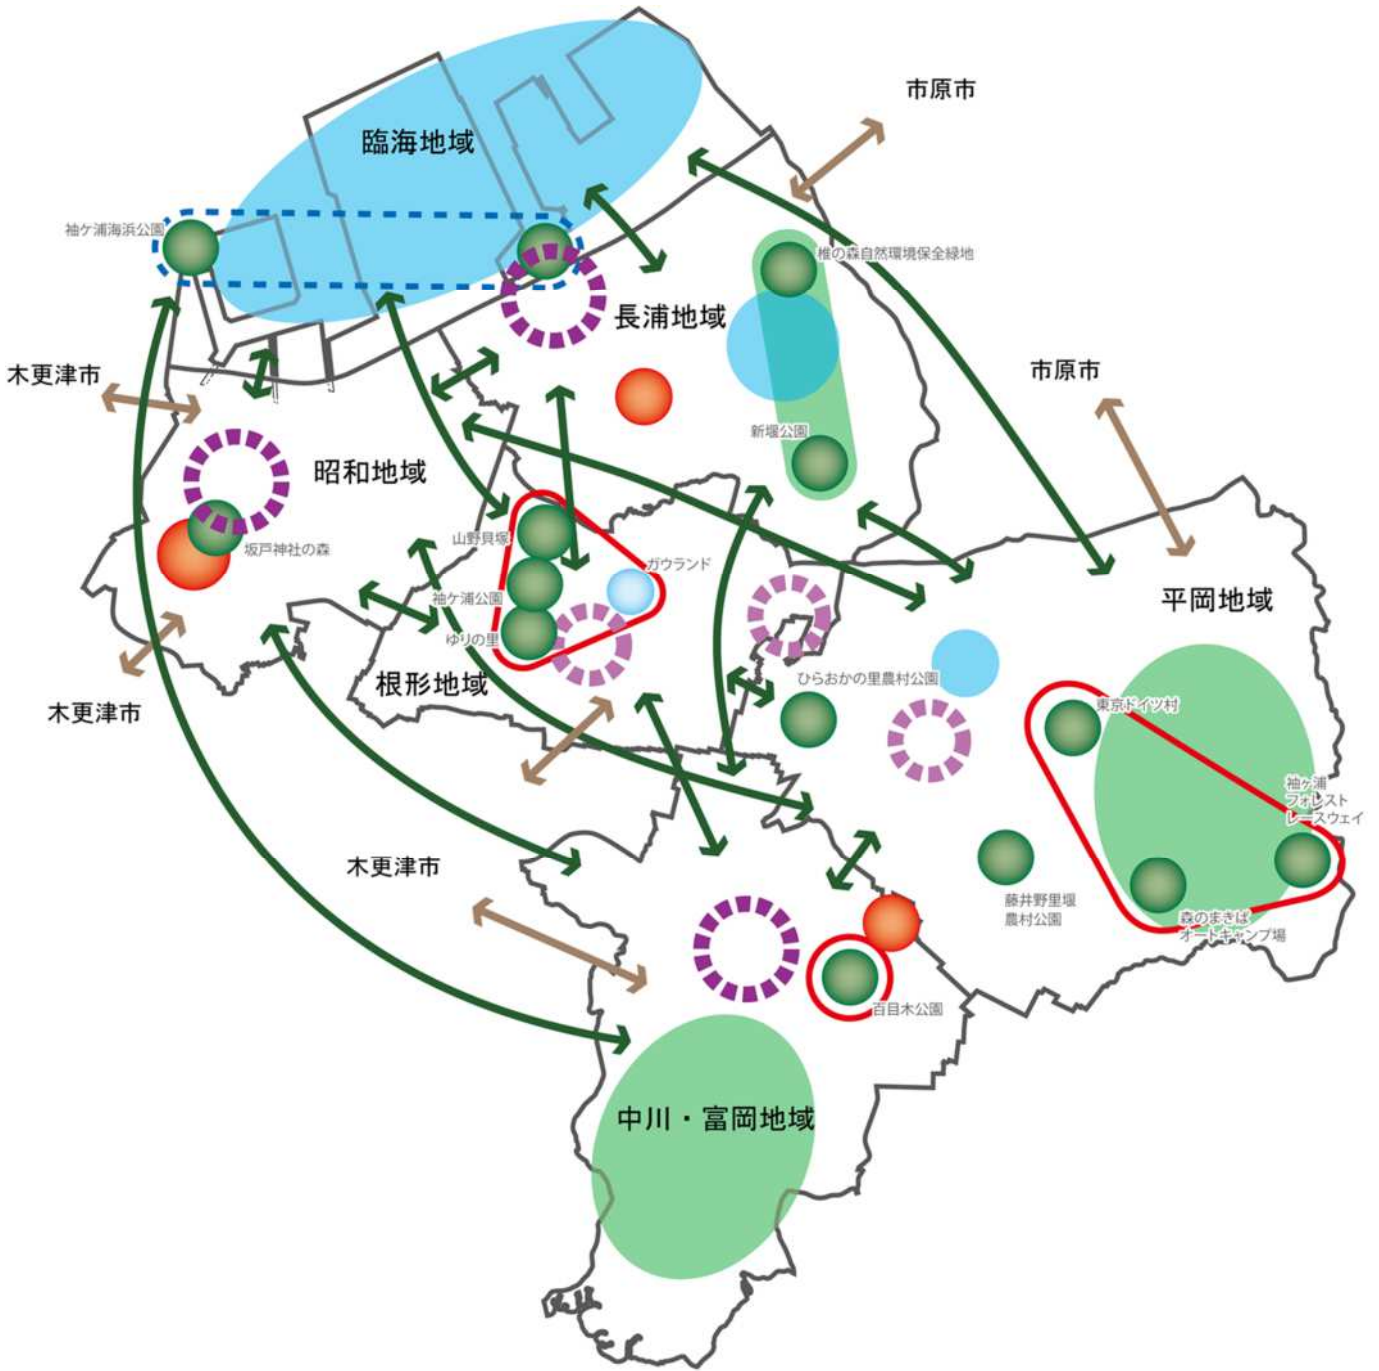 市原市
臨海地域
袖ケ浦海浜公園
椎の森自然環境保全緑地
長浦地域
木更津市
市原市
新堰公園
昭和地域
山野貝塚
坂戸神社の森
ガウランド
袖ケ浦公園
平岡地域
ゆりの里
根形地域
ひらおかの里農村公園
木更津市
東京ドイツ村
袖ヶ浦
フォレスト
レースウェイ
木更津市
藤井野里堰
農村公園
森のまきば
オートキャンプ場
百目木公園
中川・富岡地域